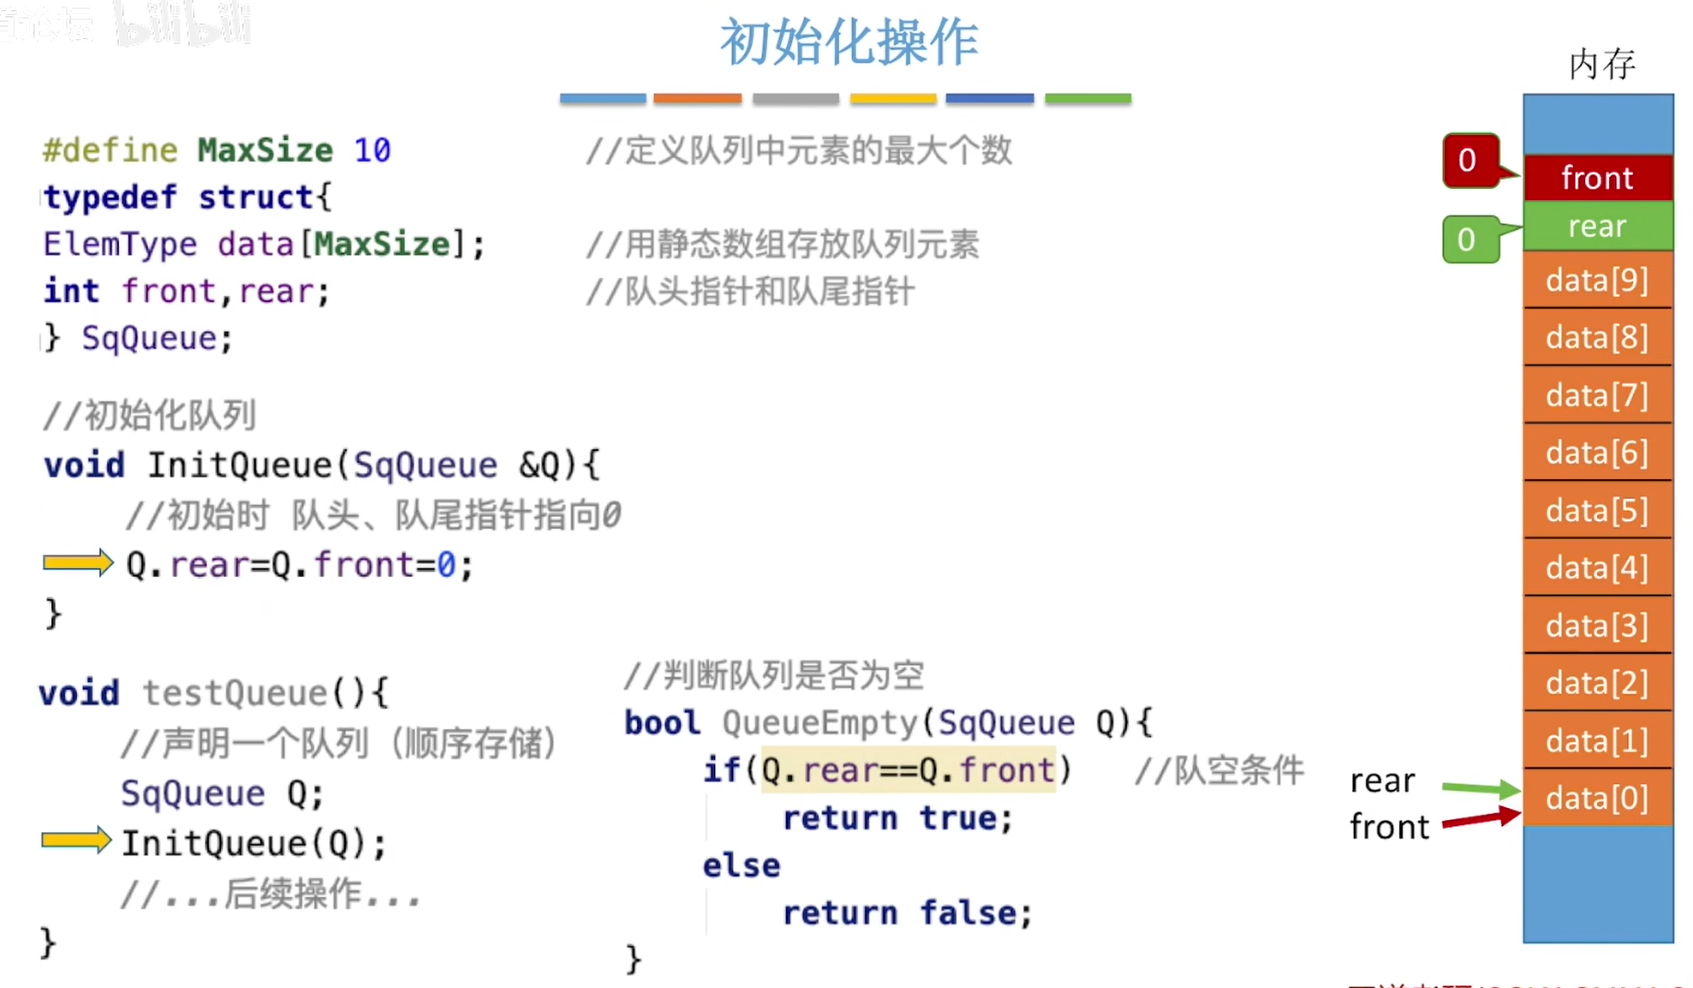 bilibili
初始化操作
#define MaxSize 10 //定义队列中元素的最大个数
typedef struct{
ElemType data[MaxSize]; //用静态数组存放队列元素
int front,rear; //队头指针和队尾指针
} SqQueue;
//初始化队列
void InitQueue(SqQueue &Q){
//初始时 队头、队尾指针指向0
Q.rear=Q.front=0;
}
void testQueue(){
//声明一个队列（顺序存储）
SqQueue Q;
InitQueue(Q);
//...后续操作...
}
//判断队列是否为空
bool QueueEmpty(SqQueue Q){
if(Q.rear==Q.front) //队空条件
return true;
else
return false;
}
内存
0
front
0
rear
data[9]
data[8]
data[7]
data[6]
data[5]
data[4]
data[3]
data[2]
data[1]
data[0]
rear
front